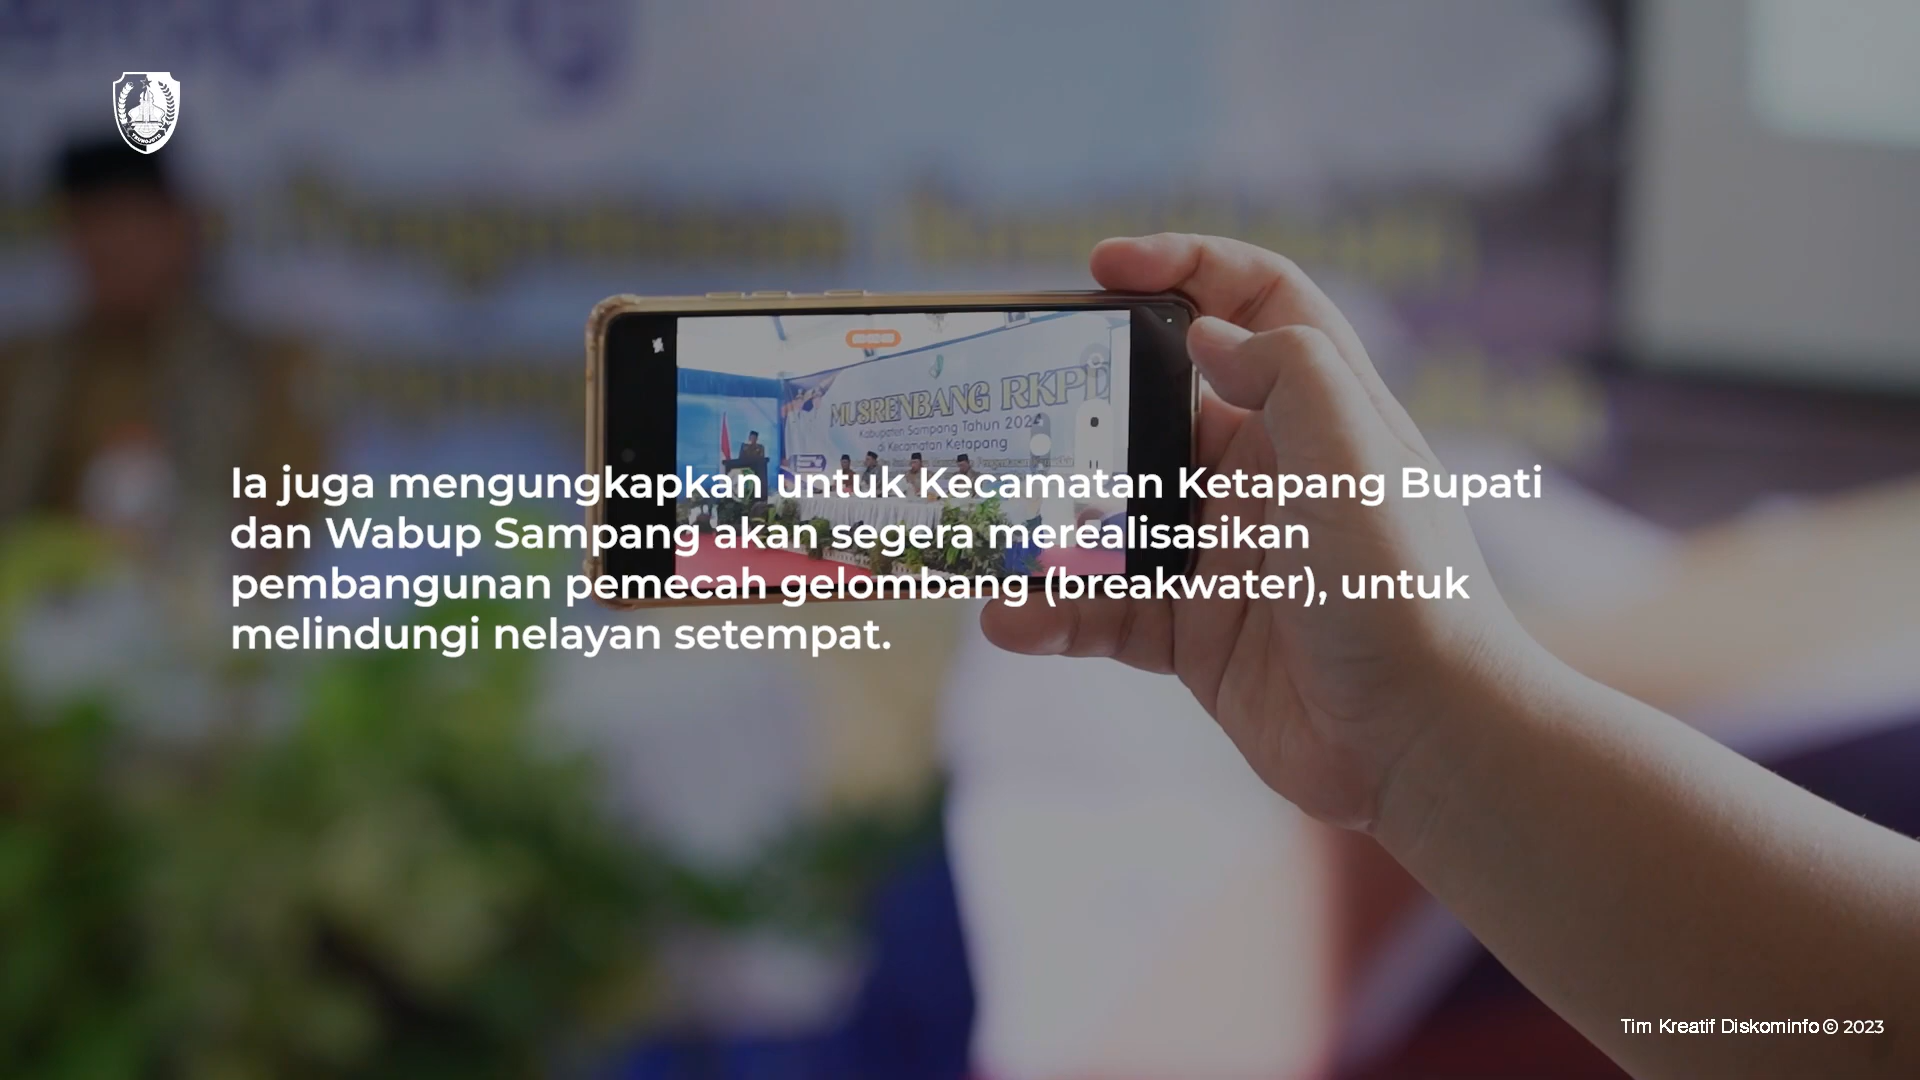 TRUNOJOYO
MUSRENBANG RKPD
Kabupaten Sampang Tahun 2024
di Kecamatan Ketapang
Ia juga mengungkapkan untuk Kecamatan Ketapang Bupati
dan Wabup Sampang akan segera merealisasikan
pembangunan pemecah gelombang (breakwater), untuk
melindungi nelayan setempat.
Tim Kreatif Diskominfo © 2023